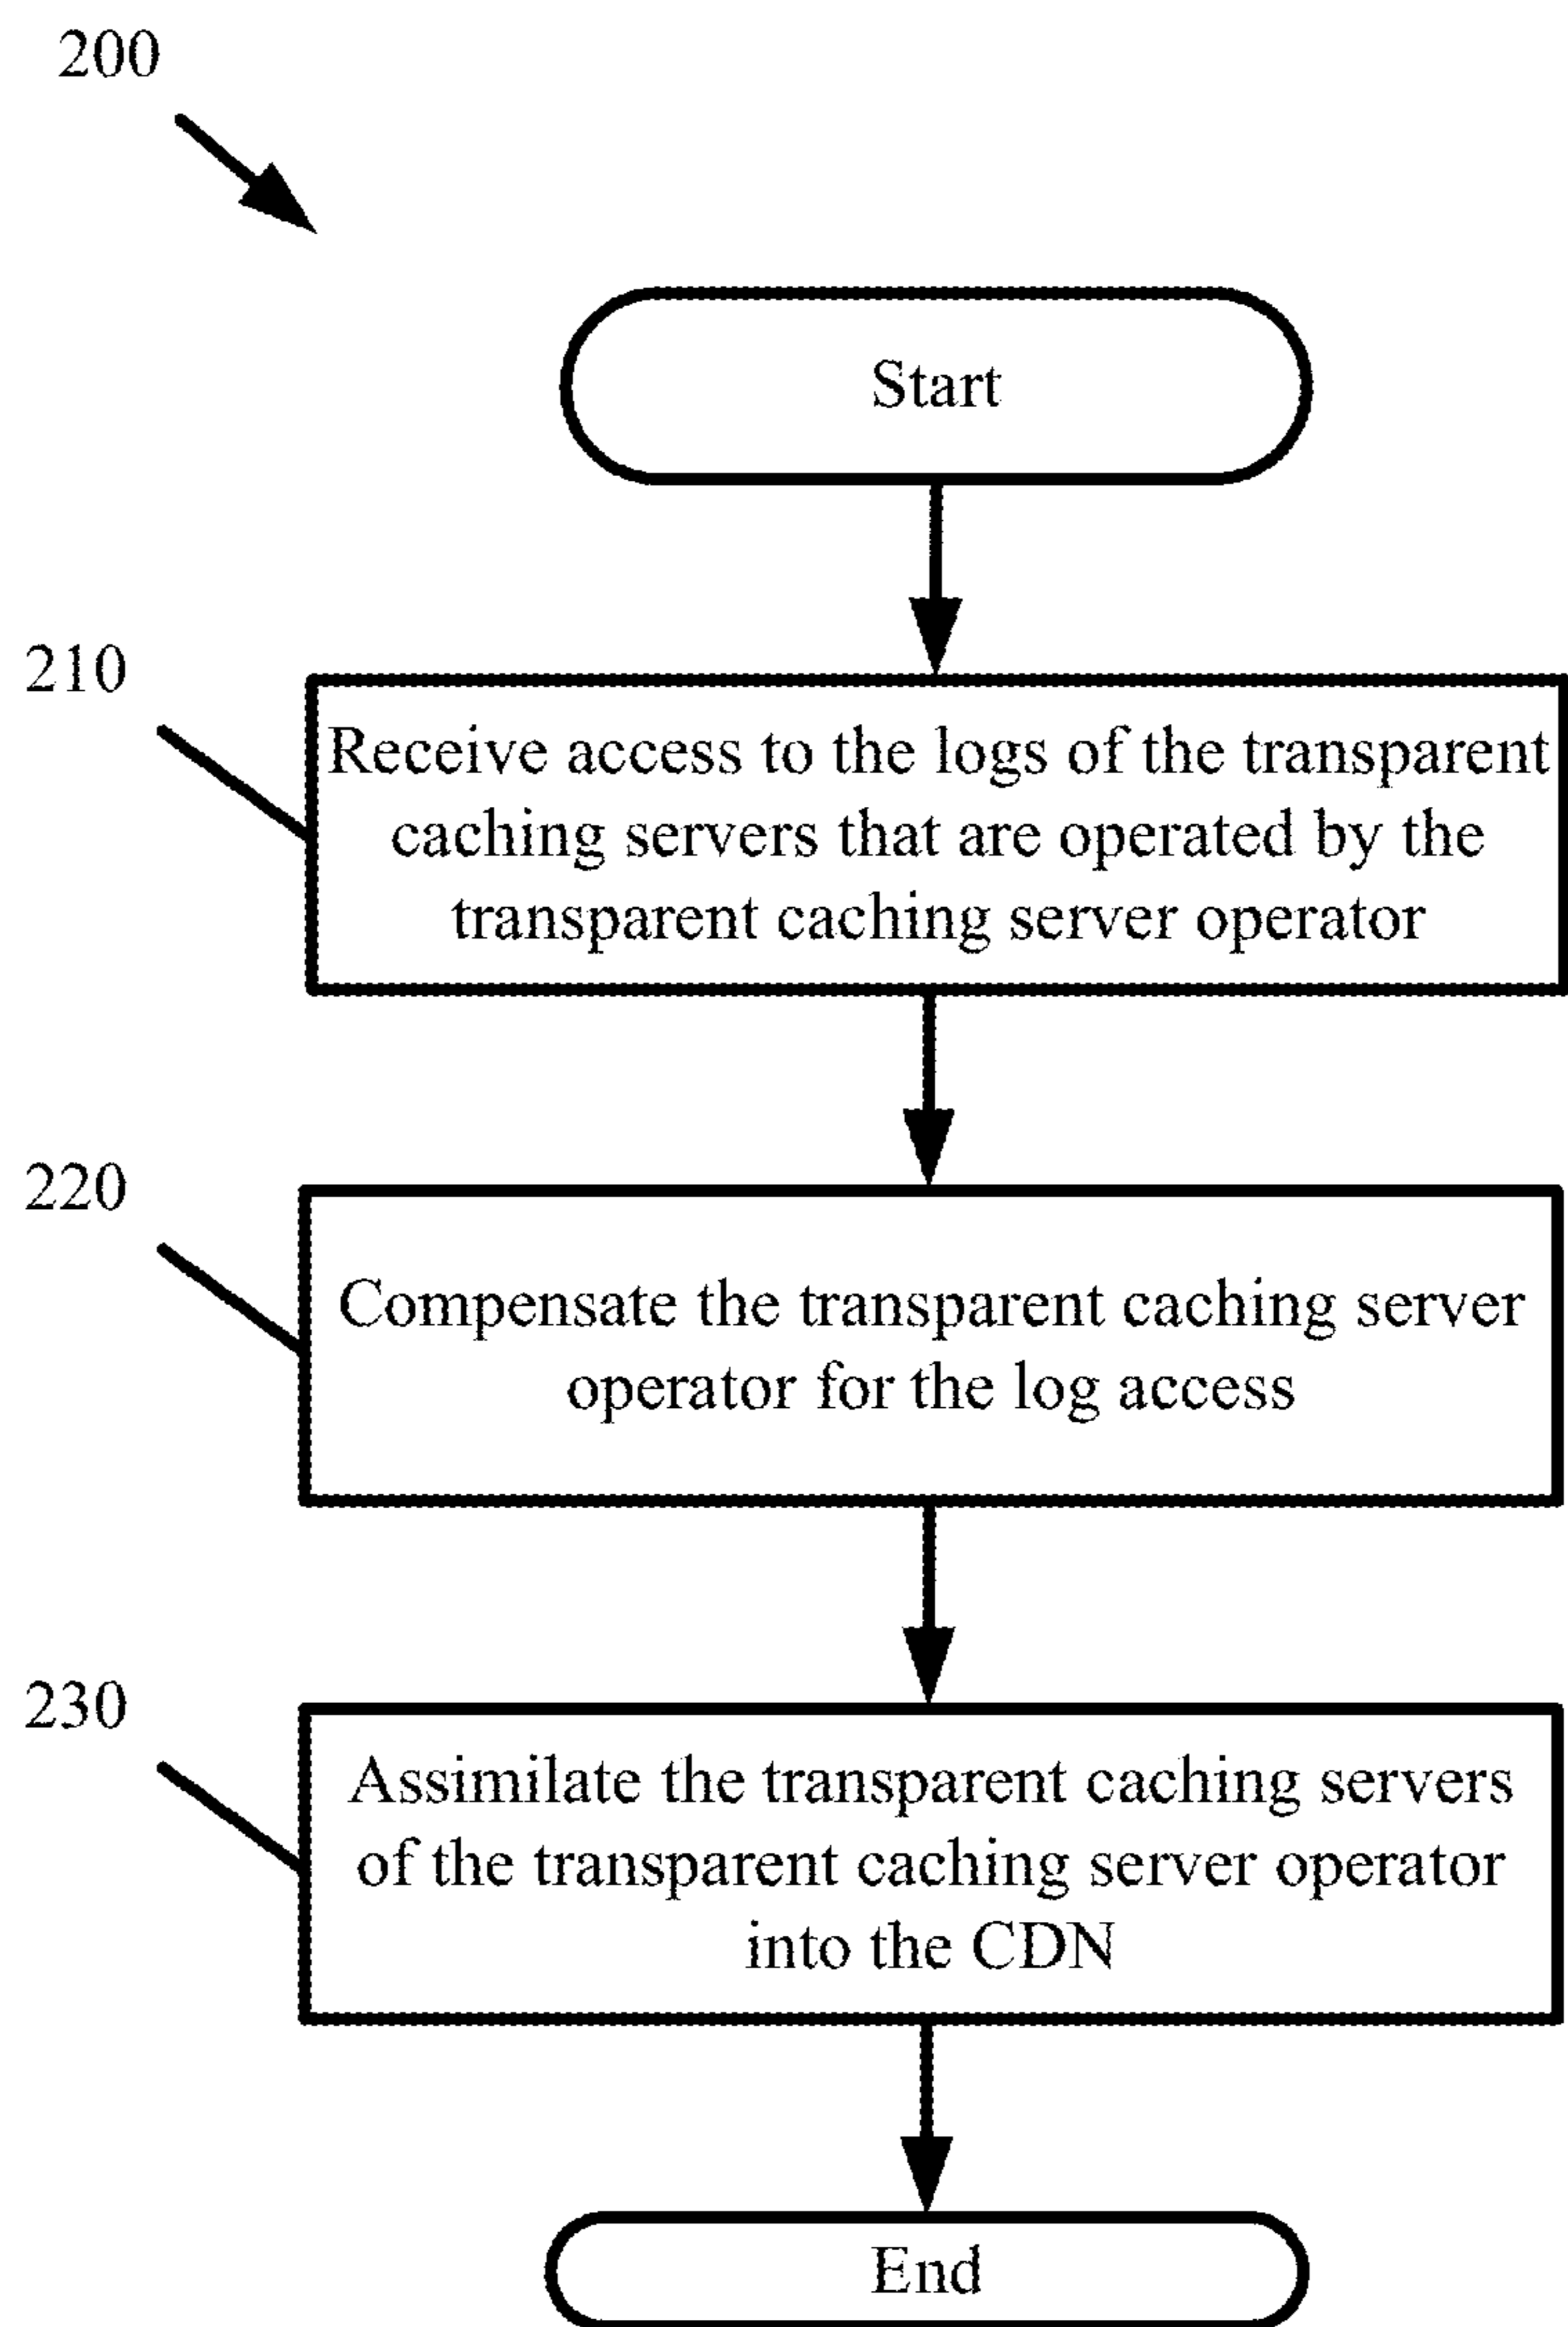 200
Start
210
Receive access to the logs of the transparent
caching servers that are operated by the
transparent caching server operator
220
Compensate the transparent caching server
operator for the log access
230
Assimilate the transparent caching servers
of the transparent caching server operator
into the CDN
End